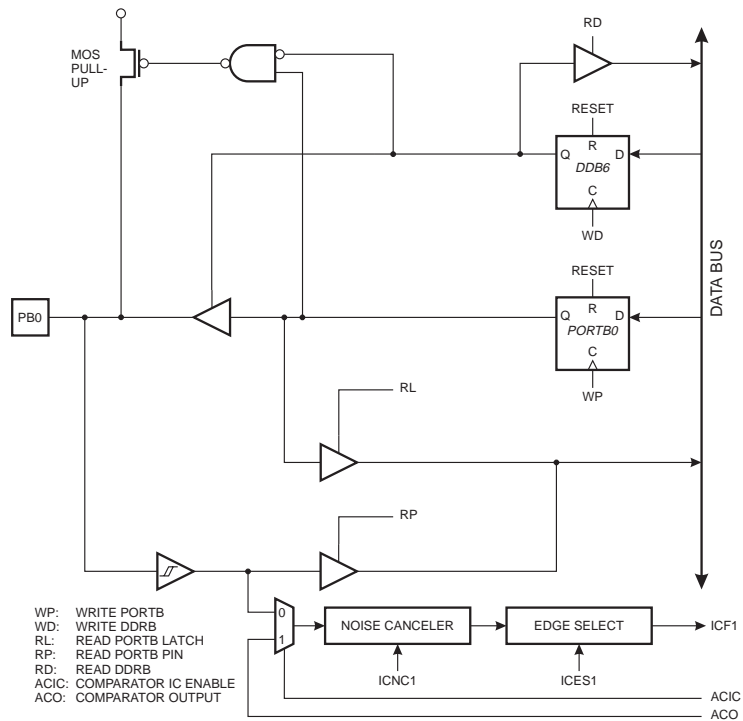 RD
MOS
PULL-
UP
RESET
R
Q
D
DDB6
C
WD
DATA BUS
RESET
R
Q
D
PORTB0
C
WP
PB0
RL
RP
WP: WRITE PORTB
WD: WRITE DDRB
RL: READ PORTB LATCH
RP: READ PORTB PIN
RD: READ DDRB
ACIC: COMPARATOR IC ENABLE
ACO: COMPARATOR OUTPUT
0
1
NOISE CANCELER
EDGE SELECT
ICF1
ICNC1
ICES1
ACIC
ACO